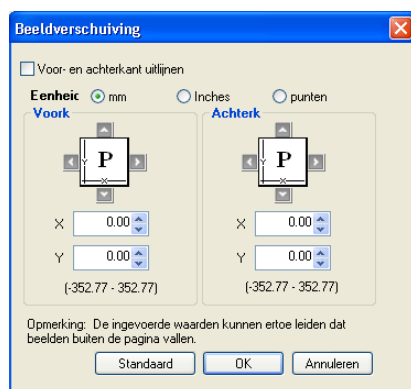 Beeldverschuiving
Voor- en achterkant uitlijnen
Eenheid mm Inches punten
Voork
P
X 0.00
Y 0.00
(-352.77 - 352.77)
Achterk
P
X 0.00
Y 0.00
(-352.77 - 352.77)
Opmerking: De ingevoerde waarden kunnen ertoe leiden dat
beelden buiten de pagina vallen.
Standaard OK Annuleren